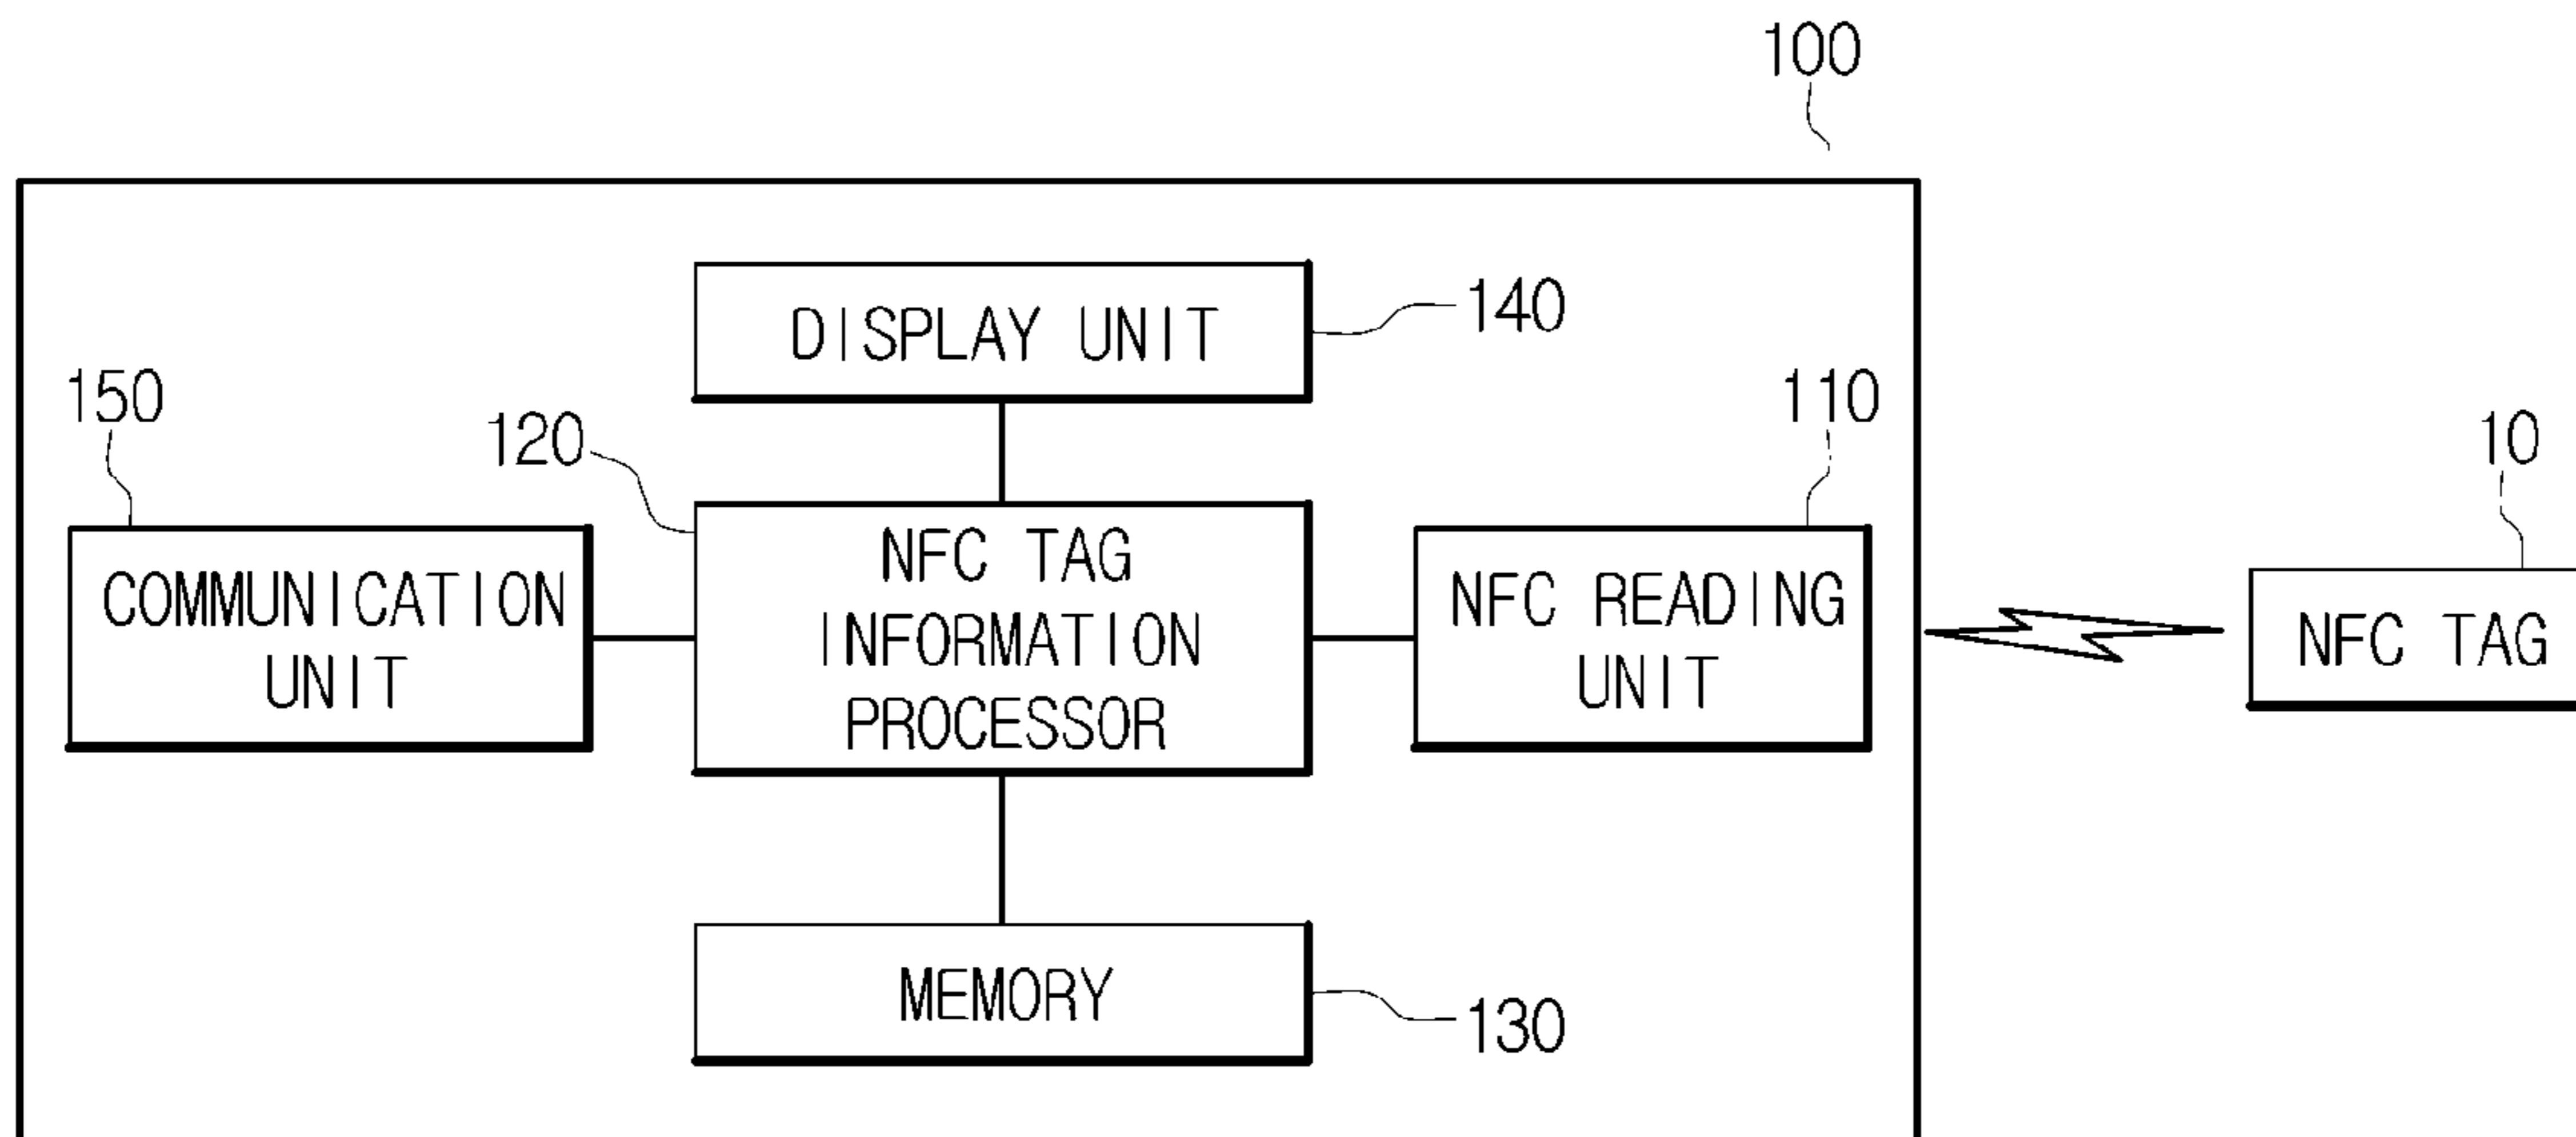 100
DISPLAY UNIT
140
150
120
110
10
COMMUNICATION
UNIT
NFC TAG
INFORMATION
PROCESSOR
NFC READING
UNIT
NFC TAG
MEMORY
130